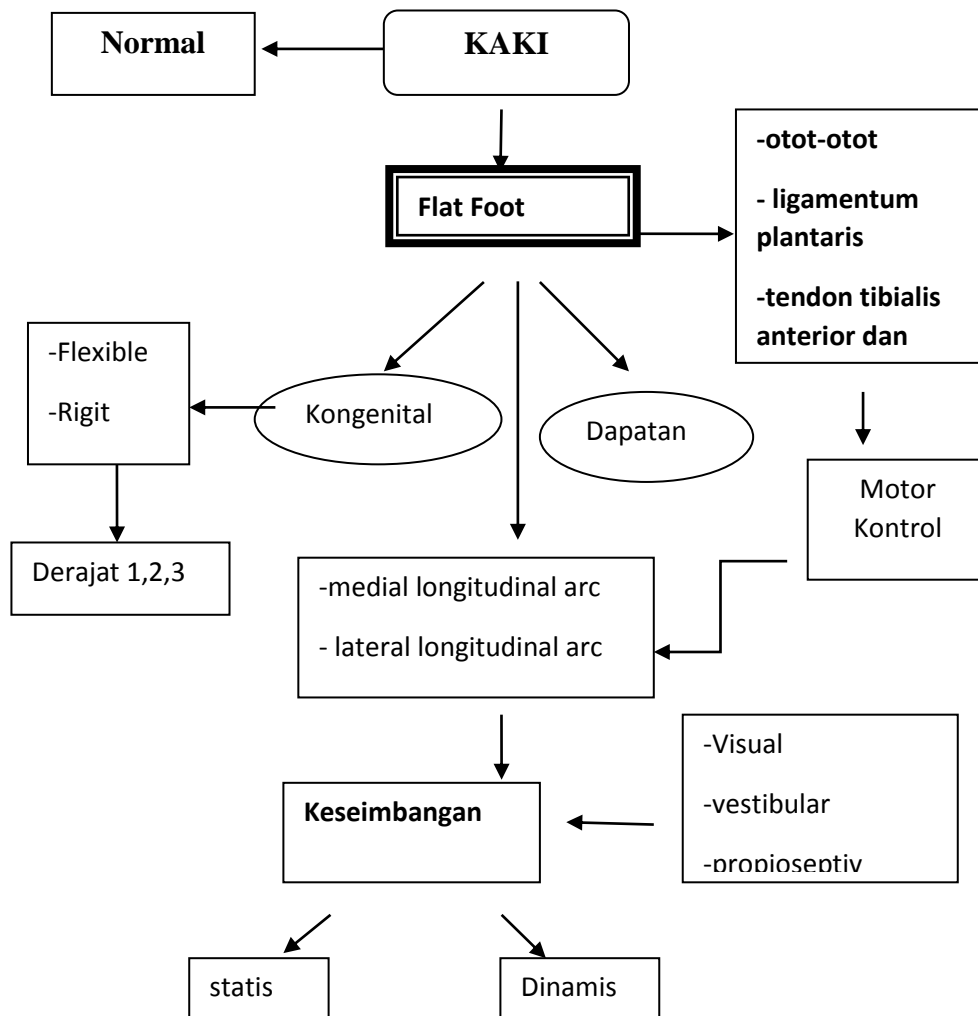 Normal
KAKI
-otot-otot
- ligamentum
plantaris
-tendon tibialis
anterior dan
Flat Foot
-Flexible
-Rigit
Kongenital
Dapatan
Motor
Kontrol
Derajat 1,2,3
-medial longitudinal arc
- lateral longitudinal arc
-Visual
-vestibular
-propioseptiv
Keseimbangan
statis
Dinamis